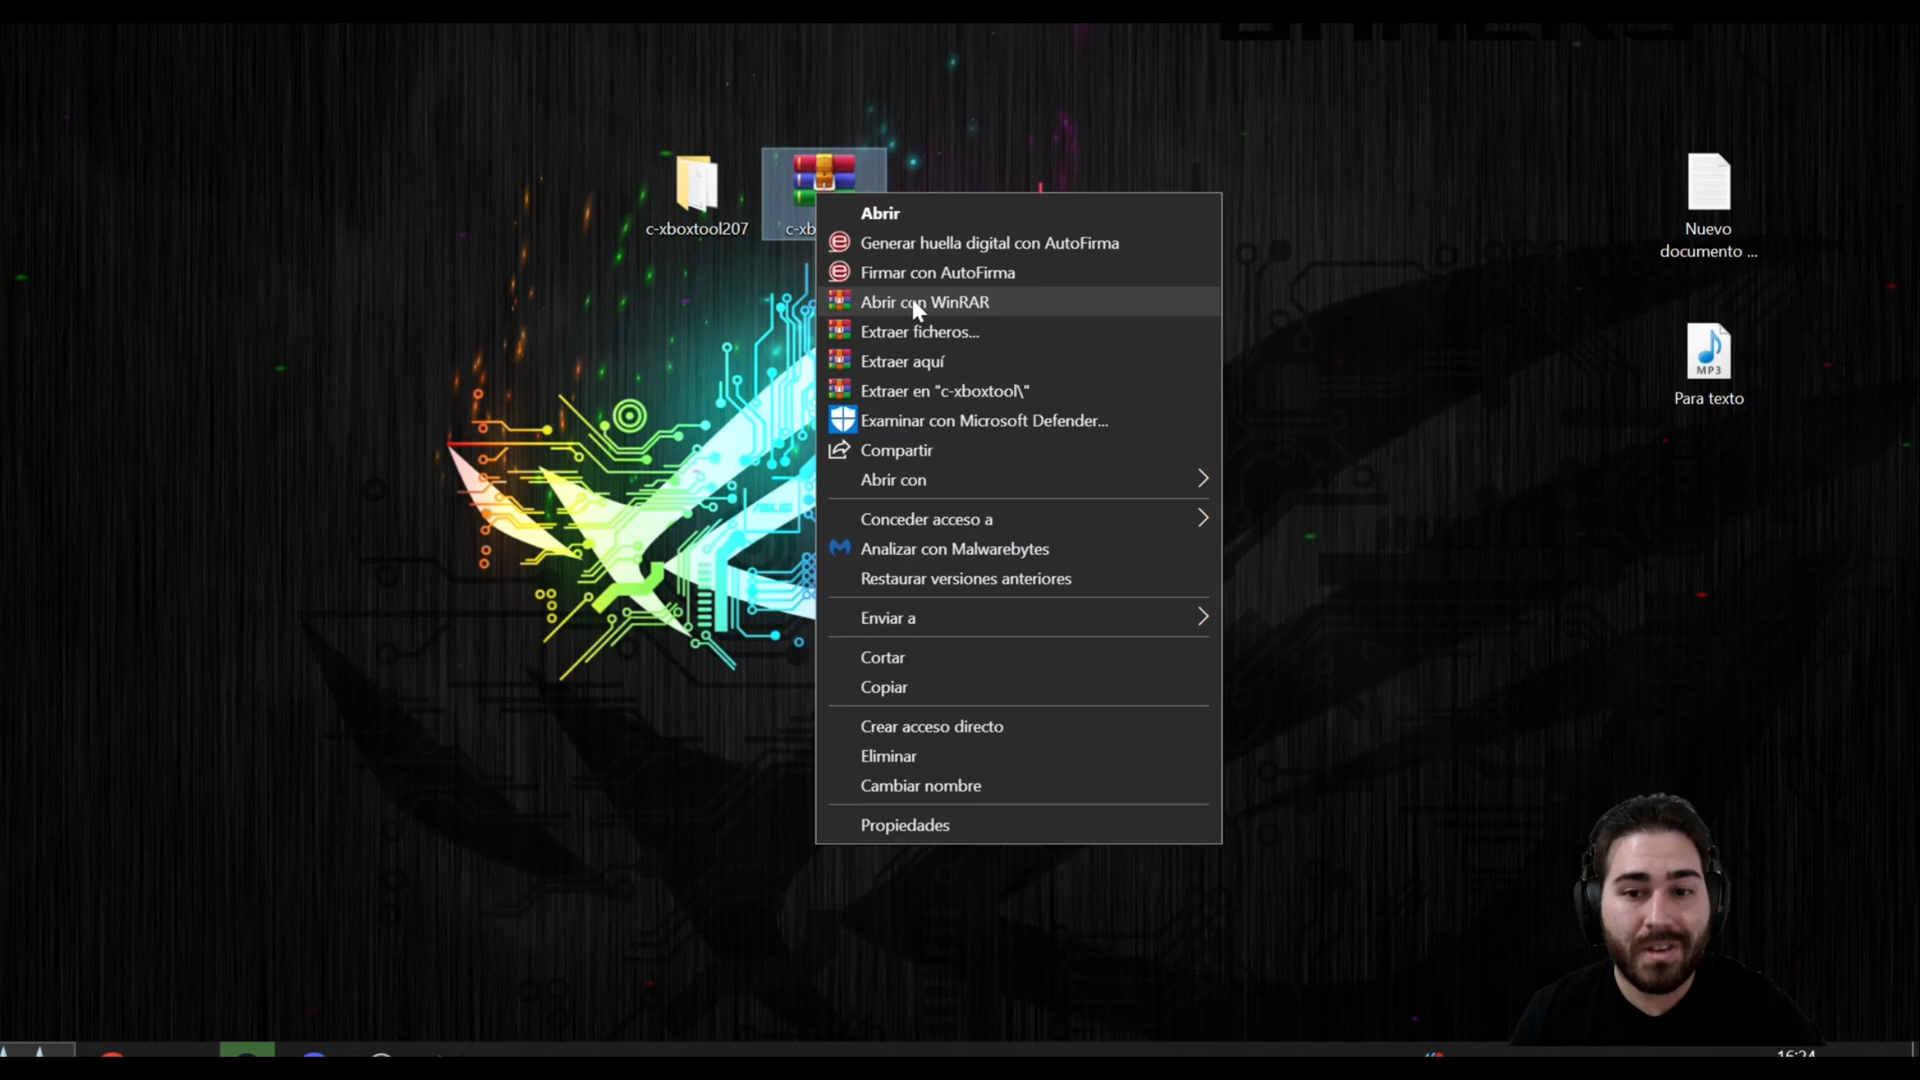 c-xboxtool207
c-xb
Abrir
Generar huella digital con AutoFirma
Firmar con AutoFirma
Abrir con WinRAR
Extraer ficheros...
Extraer aquí
Extraer en "c-xboxtool\"
Examinar con Microsoft Defender...
Compartir
Abrir con
Conceder acceso a
Analizar con Malwarebytes
Restaurar versiones anteriores
Enviar a
Cortar
Copiar
Crear acceso directo
Eliminar
Cambiar nombre
Propiedades
Nuevo
documento ...
MP3
Para texto
16:24